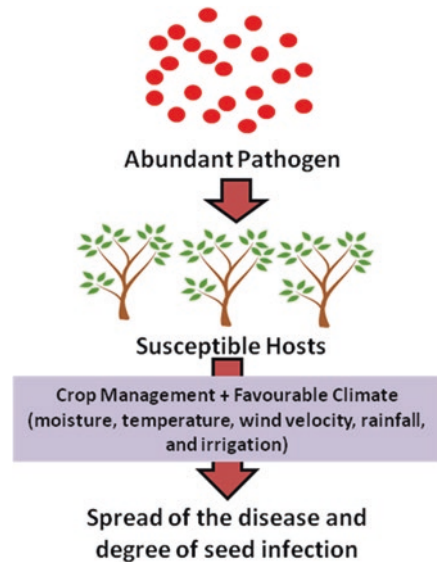 Abundant Pathogen
Susceptible Hosts
Crop Management + Favourable Climate
(moisture, temperature, wind velocity, rainfall,
and irrigation)
Spread of the disease and
degree of seed infection